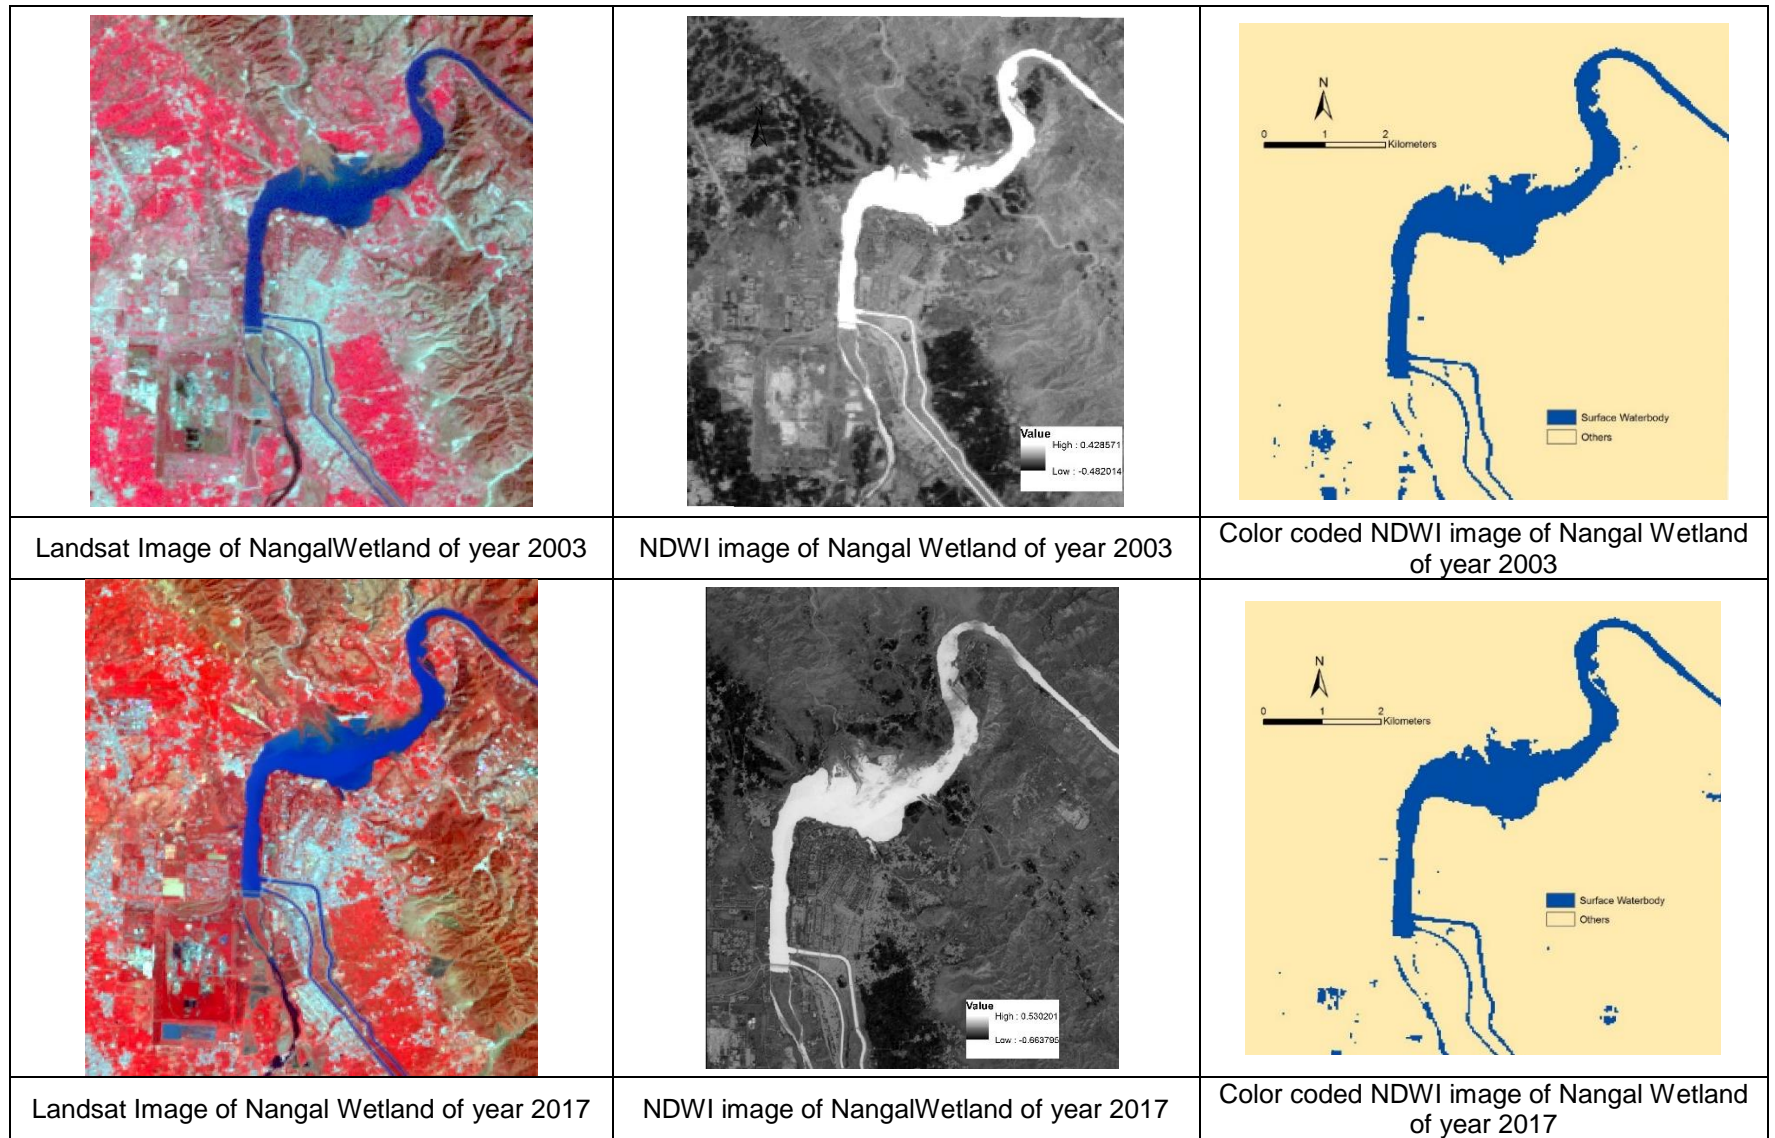 N
Value
High : 0.428571
Low : -0.482014
N
0 1 2
Kilometers
Surface Waterbody
Others
Landsat Image of NangalWetland of year 2003
NDWI image of Nangal Wetland of year 2003
Color coded NDWI image of Nangal Wetland
of year 2003
Value
High : 0.530201
Low : -0.663795
N
0 1 2
Kilometers
Surface Waterbody
Others
Landsat Image of Nangal Wetland of year 2017
NDWI image of NangalWetland of year 2017
Color coded NDWI image of Nangal Wetland
of year 2017